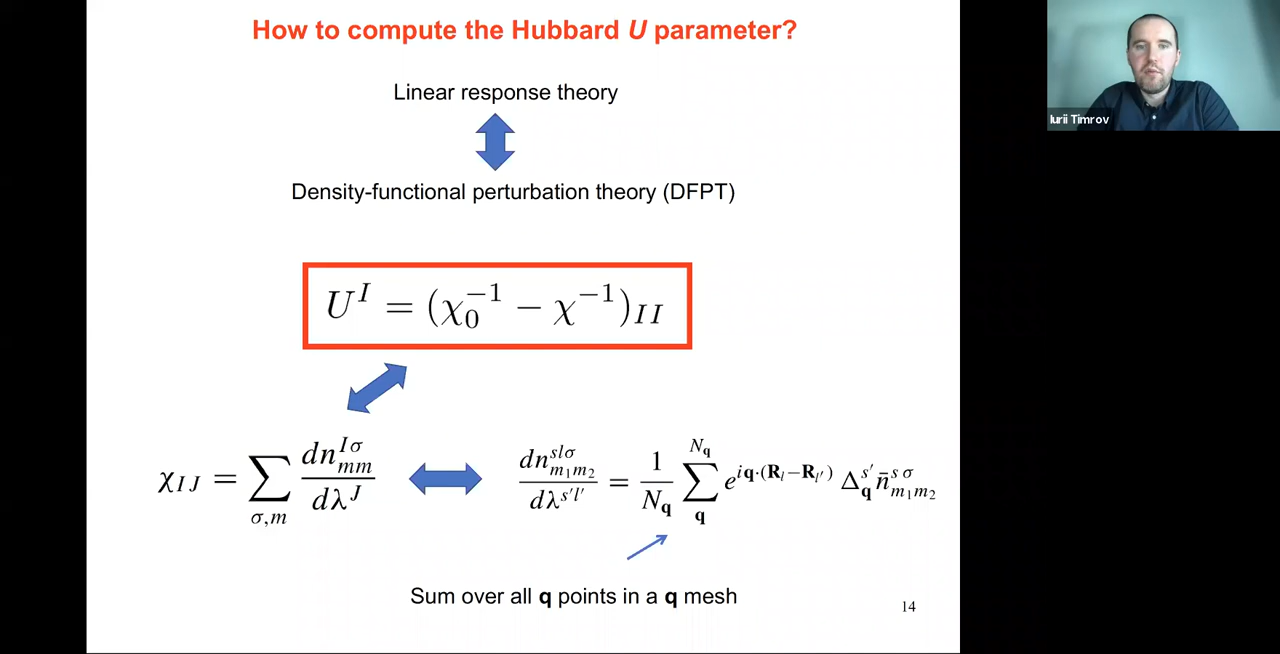 How to compute the Hubbard U parameter?
Iurii Timrov
Linear response theory
Density-functional perturbation theory (DFPT)
U^I = (χ_0^{-1} − χ^{-1})_{II}
χ_{IJ} = ∑_{σ,m} dn^{Iσ}_{mm} / dλ^J
dn^{slσ}_{m_1m_2} / dλ^{s'l'} = 1/N_q ∑_q^{N_q} e^{iq·(R_l−R_{l'})} Δ_q^{s'} n̄^{sσ}_{m_1m_2}
Sum over all q points in a q mesh
14